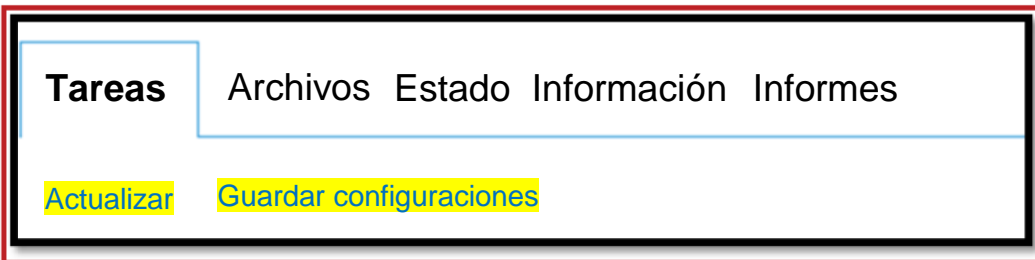 Tareas Archivos Estado Información Informes
Actualizar Guardar configuraciones